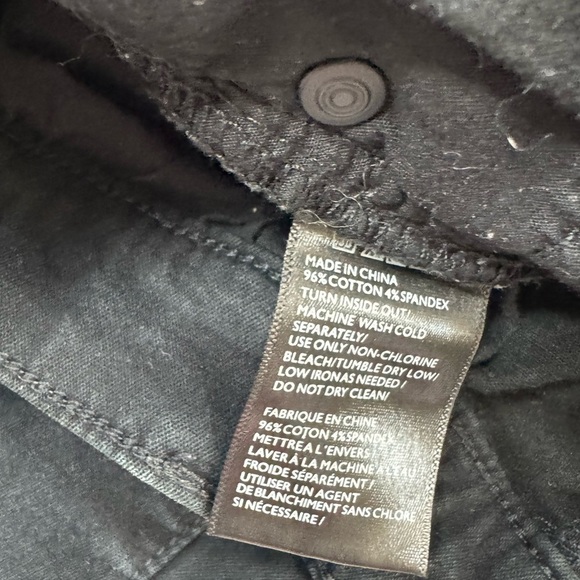 MADE IN CHINA
96% COTTON 4% SPANDEX
TURN INSIDE OUT/
MACHINE WASH COLD
SEPARATELY/
USE ONLY NON-CHLORINE
BLEACH/TUMBLE DRY LOW/
LOW IRON AS NEEDED/
DO NOT DRY CLEAN/
FABRIQUE EN CHINE
96% COTON 4% SPANDEX
METTRE A L'ENVERS
LAVER À LA MACHINE À L'EAU
FROIDE SÉPARÉMENT/
UTILISER UN AGENT
DE BLANCHIMENT SANS CHLORE
SI NÉCESSAIRE/